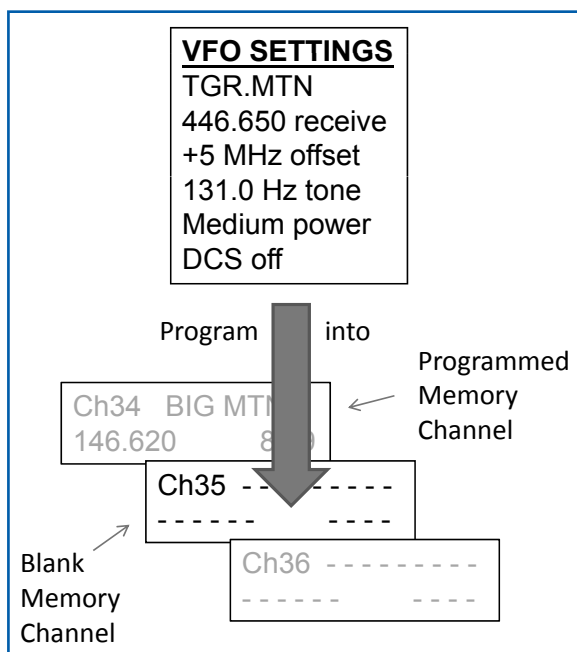 VFO SETTINGS
TGR.MTN
446.650 receive
+5 MHz offset
131.0 Hz tone
Medium power
DCS off
Program into
Programmed
Memory
Channel
Ch34 BIG
146.620
Ch35 - - - - - - - - -
- - - - - - - - - -
Blank
Memory
Channel
Ch36 - - - - - - - - -
- - - - - - - - - -